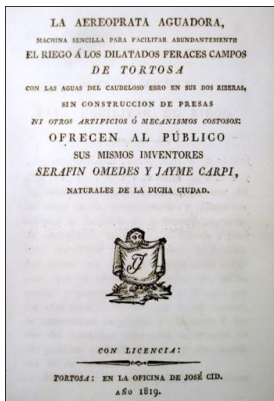 LA AEREOPRATA AGUADORA,
MACHINA SENCILLA PARA FACILITAR ABUNDANTEMENTE
EL RIEGO Á LOS DILATADOS FERACES CAMPOS
DE TORTOSA
CON LAS AGUAS DEL CAUDELOSO EBRO EN SUS DOS RIBERAS,
SIN CONSTRUCCION DE PRESAS
NI OTROS ARTIFICIOS Ó MECANISMOS COSTOSOS:
OFRECEN AL PÚBLICO
SUS MISMOS IMVENTORES
SERAFIN OMEDES Y JAYME CARPI,
NATURALES DE LA DICHA CIUDAD.
CON LICENCIA:
TORTOSA: EN LA OFICINA DE JOSÉ CID.
AÑO 1819.